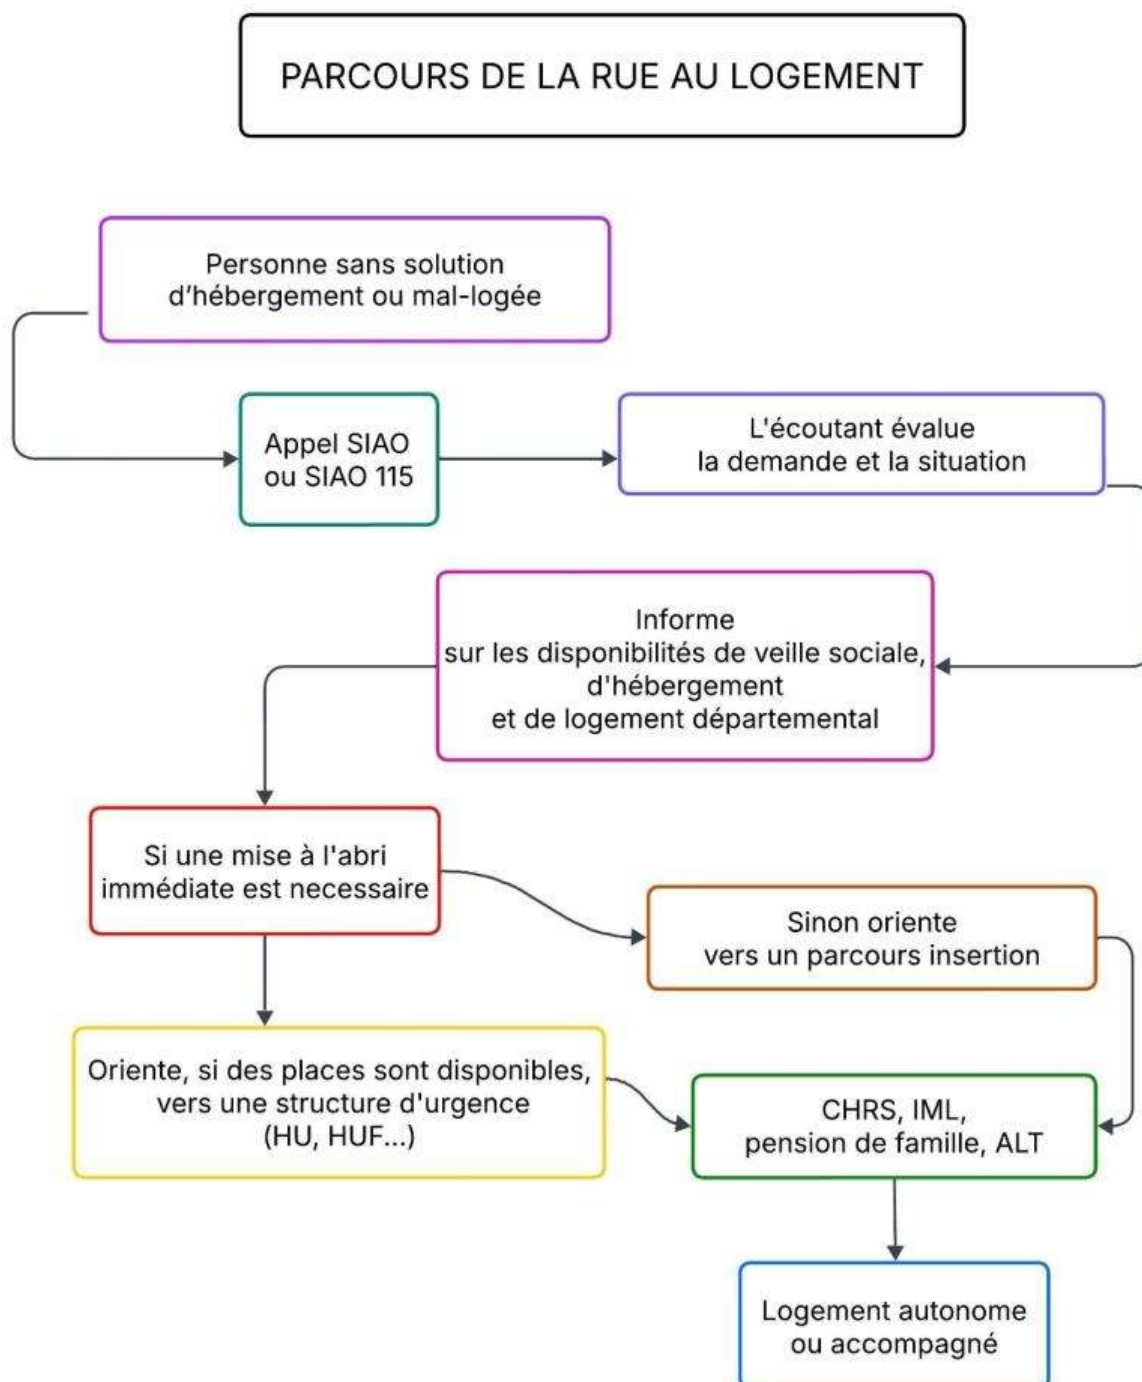 PARCOURS DE LA RUE AU LOGEMENT
Personne sans solution
d’hébergement ou mal-logée
Appel SIAO
ou SIAO 115
L'écoutant évalue
la demande et la situation
Informe
sur les disponibilités de veille sociale,
d'hébergement
et de logement départemental
Si une mise à l'abri
immédiate est necessaire
Sinon oriente
vers un parcours insertion
Oriente, si des places sont disponibles,
vers une structure d'urgence
(HU, HUF...)
CHRS, IML,
pension de famille, ALT
Logement autonome
ou accompagné